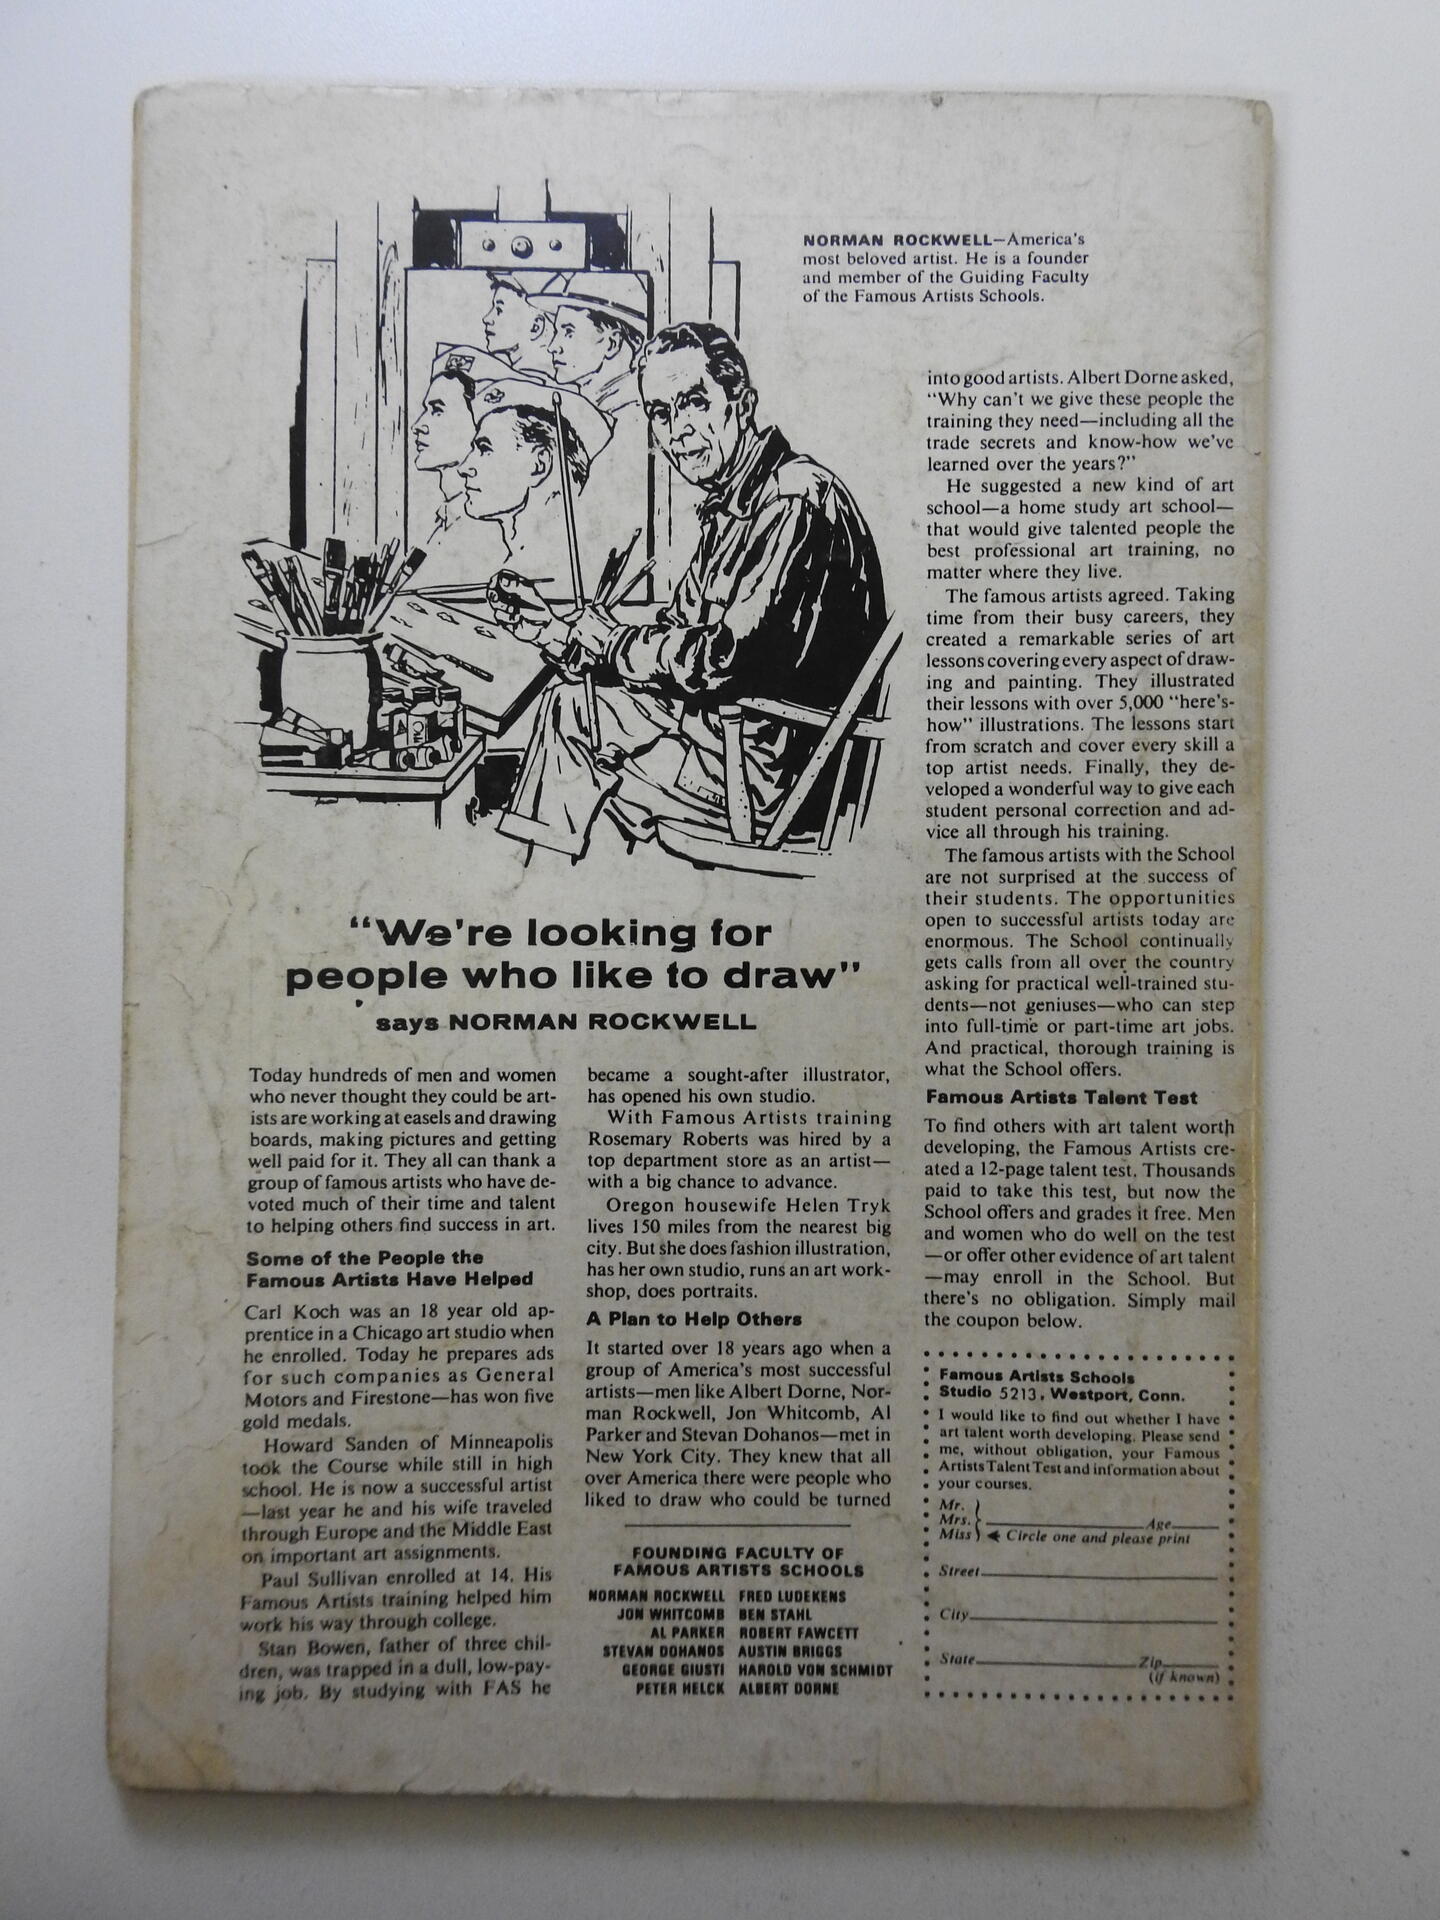 NORMAN ROCKWELL—America's
most beloved artist. He is a founder
and member of the Guiding Faculty
of the Famous Artists Schools.
"We're looking for
people who like to draw"
says NORMAN ROCKWELL
Today hundreds of men and women
who never thought they could be art-
ists are working at easels and drawing
boards, making pictures and getting
well paid for it. They all can thank a
group of famous artists who have de-
voted much of their time and talent
to helping others find success in art.
Some of the People the
Famous Artists Have Helped
Carl Koch was an 18 year old ap-
prentice in a Chicago art studio when
he enrolled. Today he prepares ads
for such companies as General
Motors and Firestone—has won five
gold medals.
Howard Sanden of Minneapolis
took the Course while still in high
school. He is now a successful artist
—last year he and his wife traveled
through Europe and the Middle East
on important art assignments.
Paul Sullivan enrolled at 14. His
Famous Artists training helped him
work his way through college.
Stan Bowen, father of three chil-
dren, was trapped in a dull, low-pay-
ing job. By studying with FAS he
became a sought-after illustrator,
has opened his own studio.
With Famous Artists training
Rosemary Roberts was hired by a
top department store as an artist—
with a big chance to advance.
Oregon housewife Helen Tryk
lives 150 miles from the nearest big
city. But she does fashion illustration,
has her own studio, runs an art work-
shop, does portraits.
A Plan to Help Others
It started over 18 years ago when a
group of America's most successful
artists—men like Albert Dorne, Nor-
man Rockwell, Jon Whitcomb, Al
Parker and Stevan Dohanos—met in
New York City. They knew that all
over America there were people who
liked to draw who could be turned
FOUNDING FACULTY OF
FAMOUS ARTISTS SCHOOLS
NORMAN ROCKWELL FRED LUDEKENS
JON WHITCOMB BEN STAHL
AL PARKER ROBERT FAWCETT
STEVAN DOHANOS AUSTIN BRIGGS
GEORGE GIUSTI HAROLD VON SCHMIDT
PETER HELCK ALBERT DORNE
into good artists. Albert Dorne asked,
"Why can't we give these people the
training they need—including all the
trade secrets and know-how we've
learned over the years?"
He suggested a new kind of art
school—a home study art school—
that would give talented people the
best professional art training, no
matter where they live.
The famous artists agreed. Taking
time from their busy careers, they
created a remarkable series of art
lessons covering every aspect of draw-
ing and painting. They illustrated
their lessons with over 5,000 "here's-
how" illustrations. The lessons start
from scratch and cover every skill a
top artist needs. Finally, they de-
veloped a wonderful way to give each
student personal correction and ad-
vice all through his training.
The famous artists with the School
are not surprised at the success of
their students. The opportunities
open to successful artists today are
enormous. The School continually
gets calls from all over the country
asking for practical well-trained stu-
dents—not geniuses—who can step
into full-time or part-time art jobs.
And practical, thorough training is
what the School offers.
Famous Artists Talent Test
To find others with art talent worth
developing, the Famous Artists cre-
ated a 12-page talent test. Thousands
paid to take this test, but now the
School offers and grades it free. Men
and women who do well on the test
—or offer other evidence of art talent
—may enroll in the School. But
there's no obligation. Simply mail
the coupon below.
Famous Artists Schools
Studio 5213, Westport, Conn.
I would like to find out whether I have
art talent worth developing. Please send
me, without obligation, your Famous
Artists Talent Test and information about
your courses.
Mr.
Mrs. Age
Miss Circle one and please print
Street
City
State Zip
(if known)